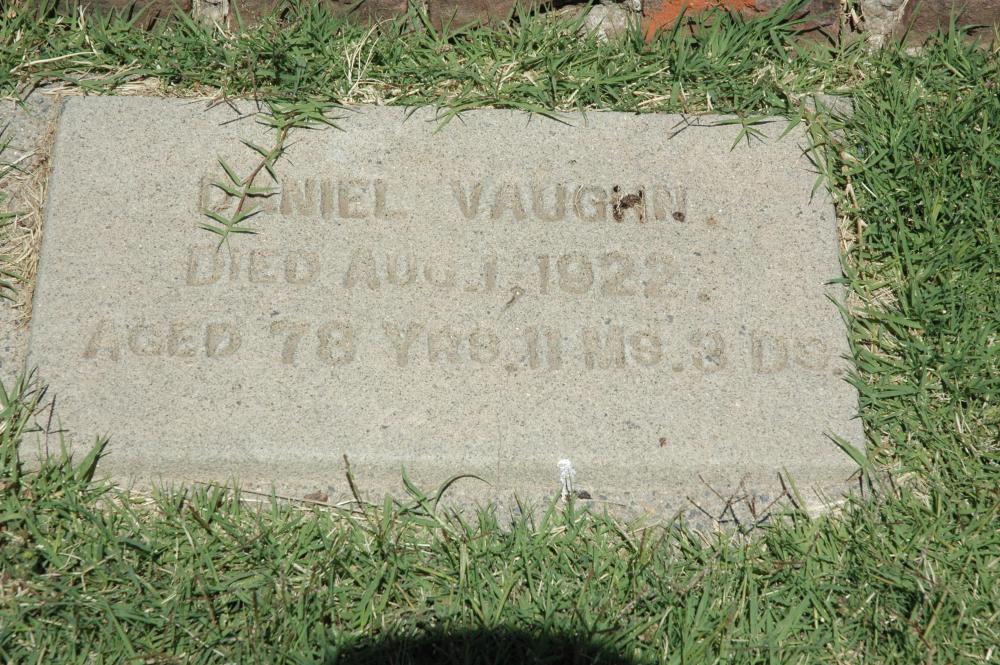 DANIEL VAUGHN.
DIED AUG. 1, 1922.
AGED 78 YRS. 11 MS. 3 DS.